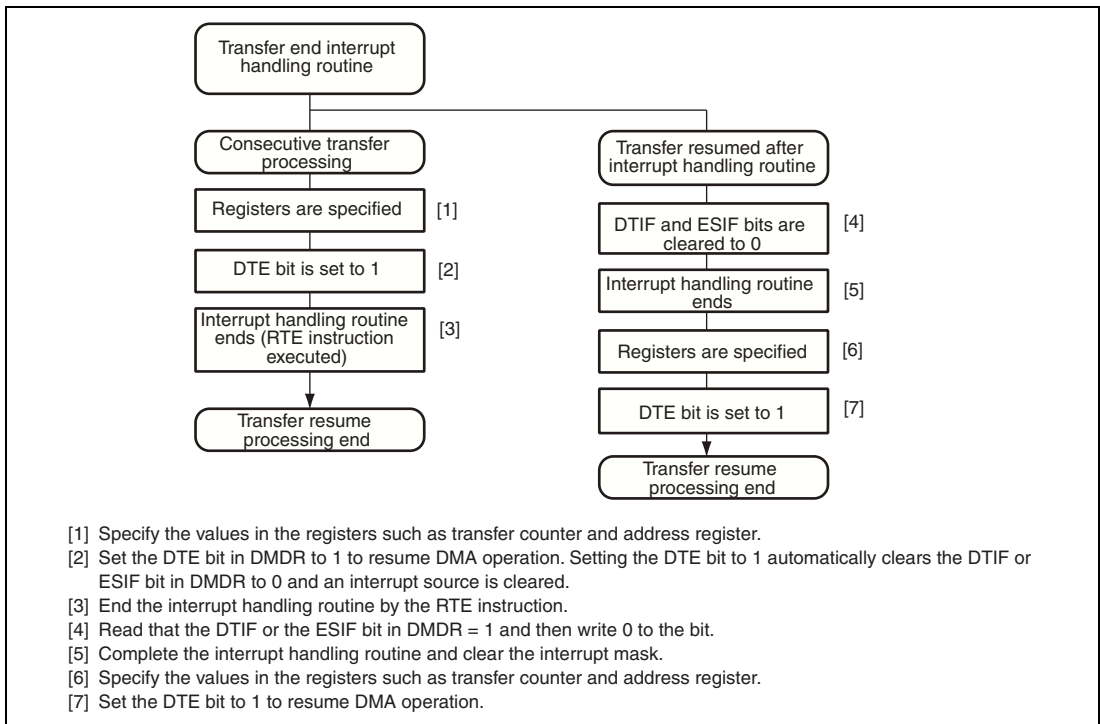 Transfer end interrupt
handling routine
Consecutive transfer
processing
Registers are specified
[1]
DTE bit is set to 1
[2]
Interrupt handling routine
ends (RTE instruction
executed)
[3]
Transfer resume
processing end
Transfer resumed after
interrupt handling routine
DTIF and ESIF bits are
cleared to 0
[4]
Interrupt handling routine
ends
[5]
Registers are specified
[6]
DTE bit is set to 1
[7]
Transfer resume
processing end
[1] Specify the values in the registers such as transfer counter and address register.
[2] Set the DTE bit in DMDR to 1 to resume DMA operation. Setting the DTE bit to 1 automatically clears the DTIF or
ESIF bit in DMDR to 0 and an interrupt source is cleared.
[3] End the interrupt handling routine by the RTE instruction.
[4] Read that the DTIF or the ESIF bit in DMDR = 1 and then write 0 to the bit.
[5] Complete the interrupt handling routine and clear the interrupt mask.
[6] Specify the values in the registers such as transfer counter and address register.
[7] Set the DTE bit to 1 to resume DMA operation.